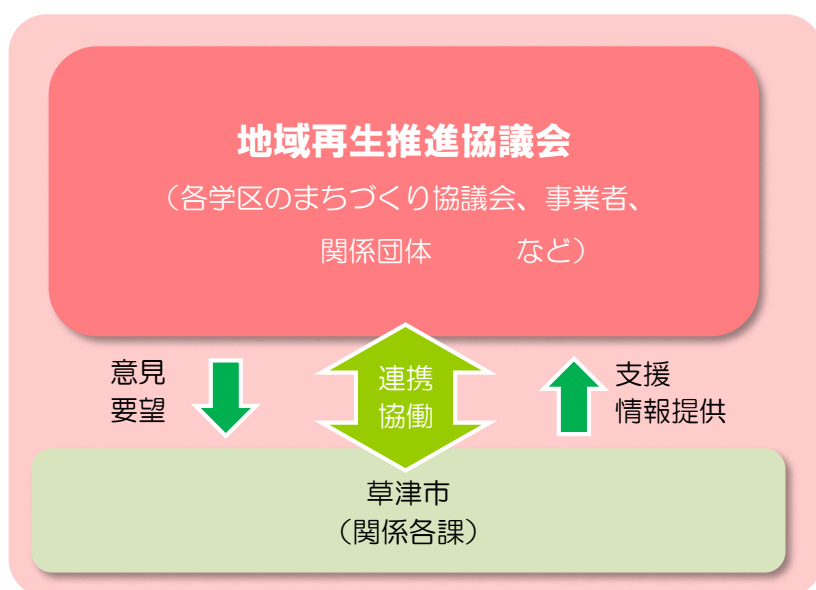 地域再生推進協議会
（各学区のまちづくり協議会、事業者、
関係団体　　　など）
意見
要望
連携
協働
支援
情報提供
草津市
（関係各課）